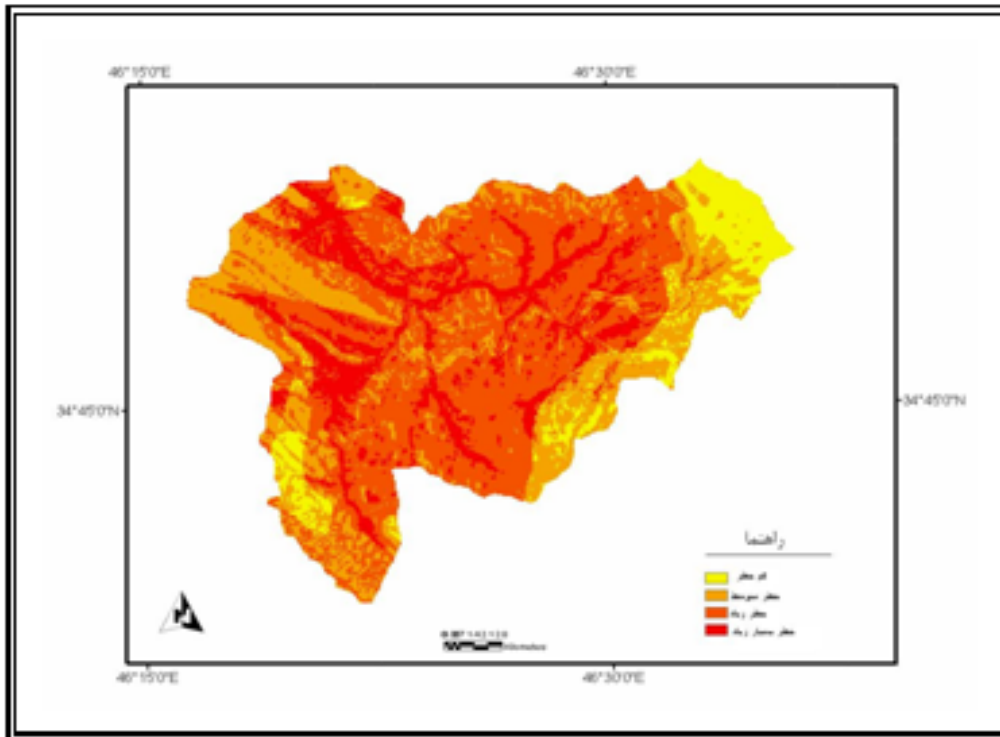 46°15'0"E 46°30'0"E
34°45'0"N 34°45'0"N
راهنما
کم خطر
خطر متوسط
خطر زیاد
خطر بسیار زیاد
Kilometers
46°15'0"E 46°30'0"E